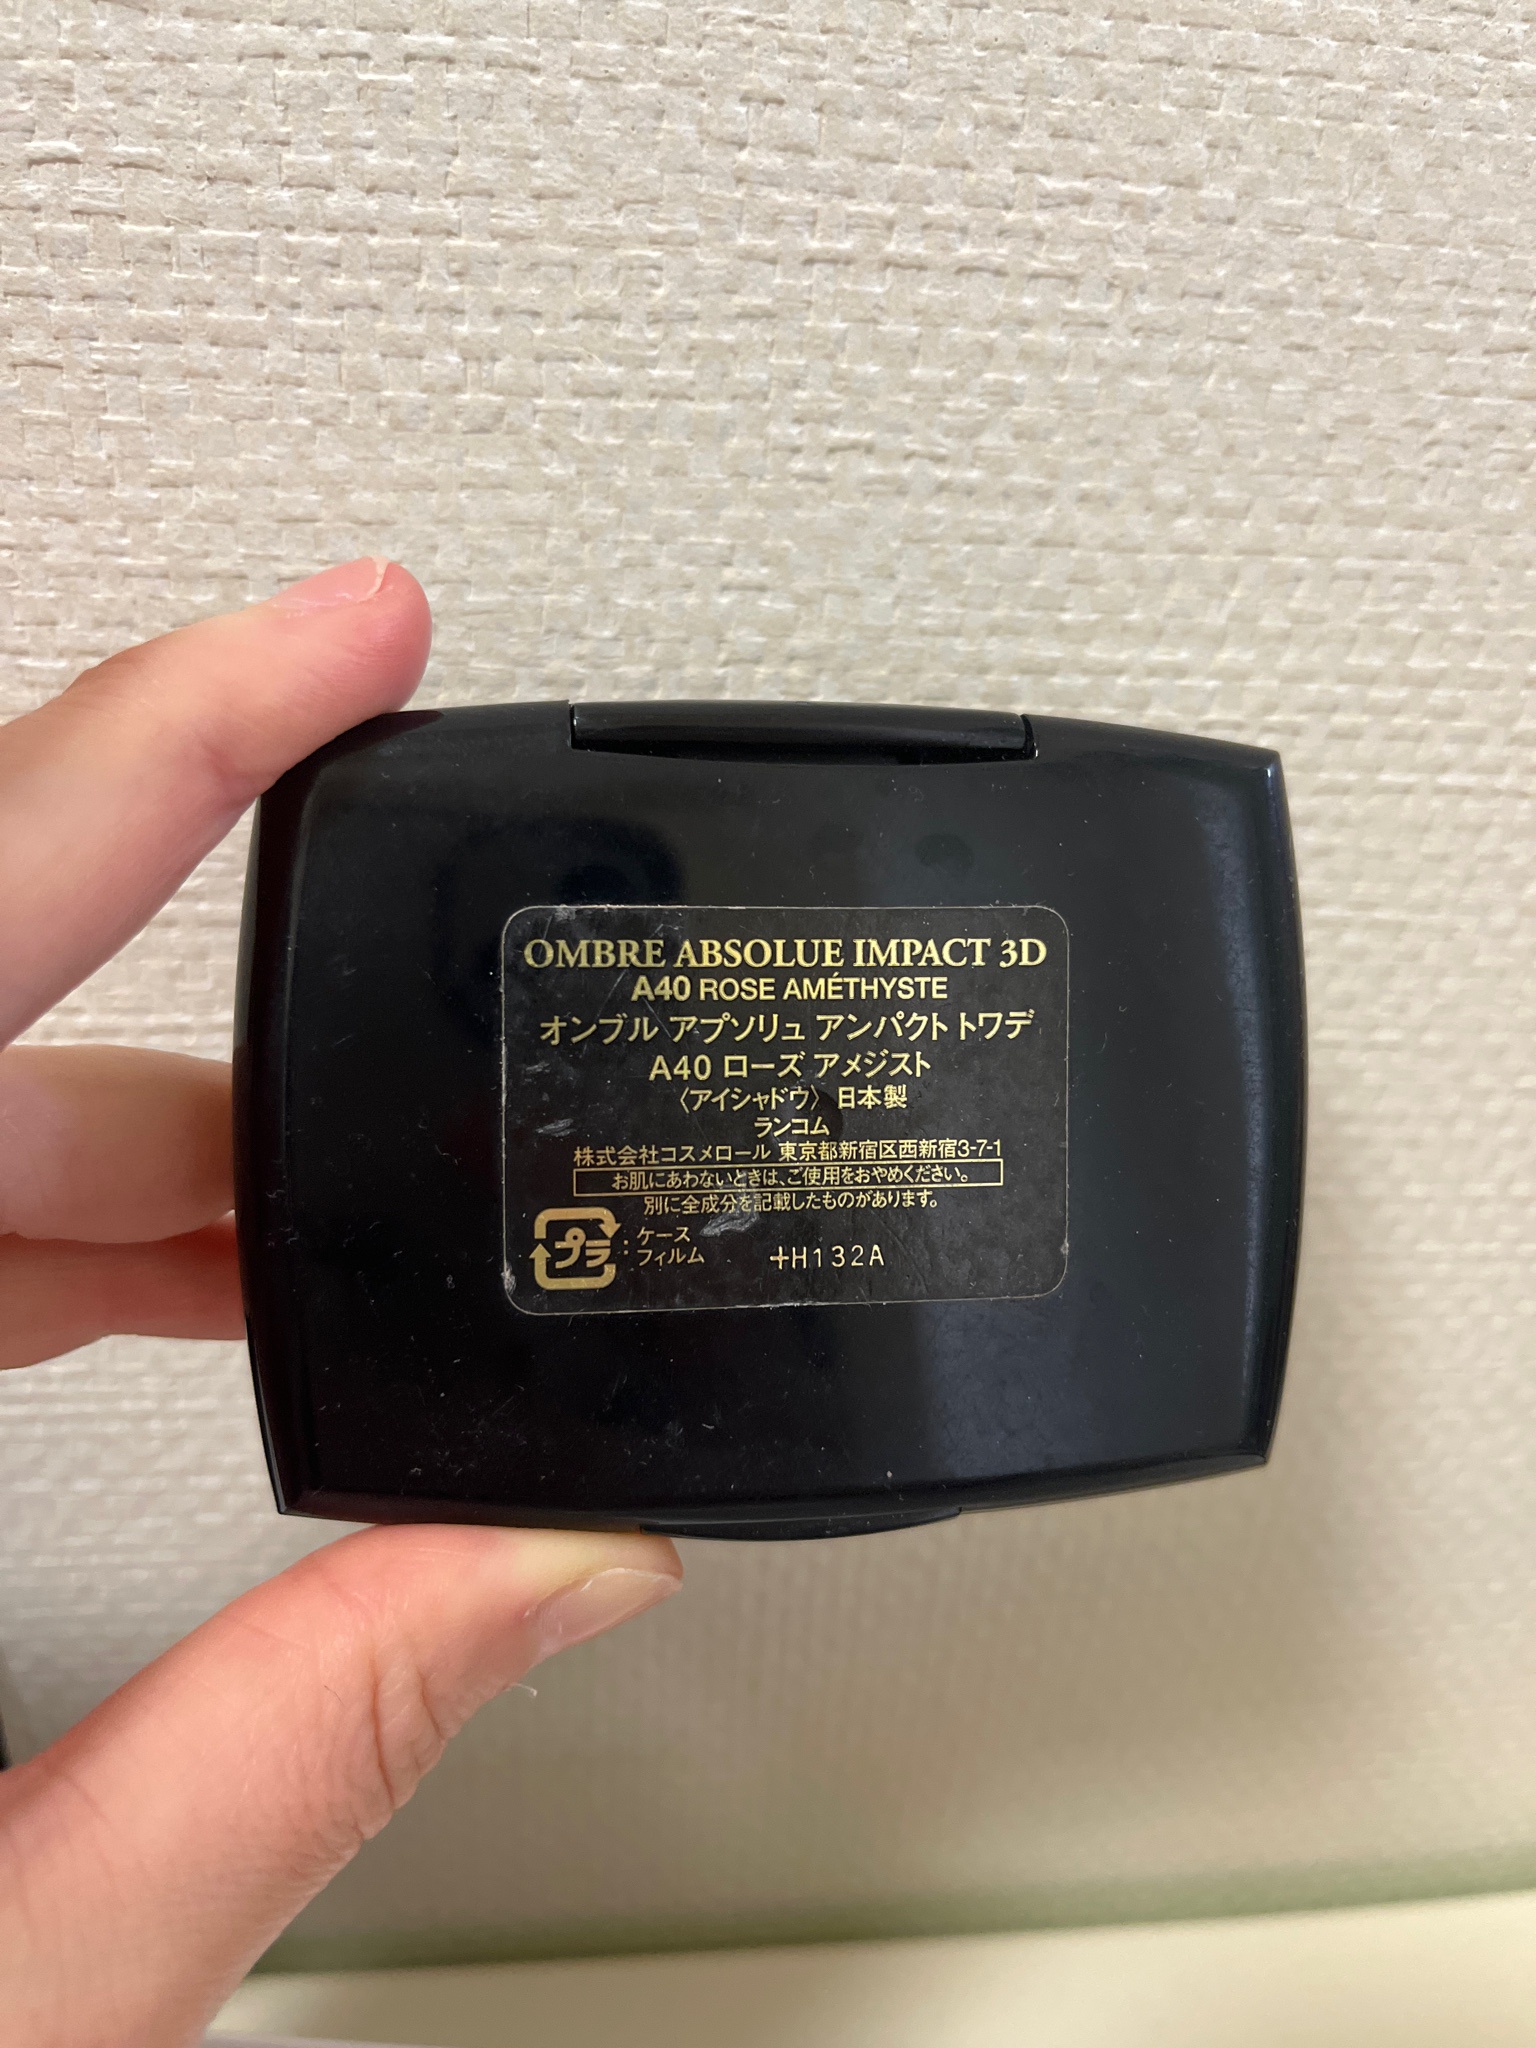 OMBRE ABSOLUE IMPACT 3D
A40 ROSE AMÉTHYSTE
オンブル アプソリュ アンパクト トワデ
A40 ローズ アメジスト
〈アイシャドウ〉 日本製
ランコム
株式会社コスメロール 東京都新宿区西新宿3-7-1
お肌にあわないときは、ご使用をおやめください。
別に全成分を記載したものがあります。
プラ : ケース
フィルム
+H132A